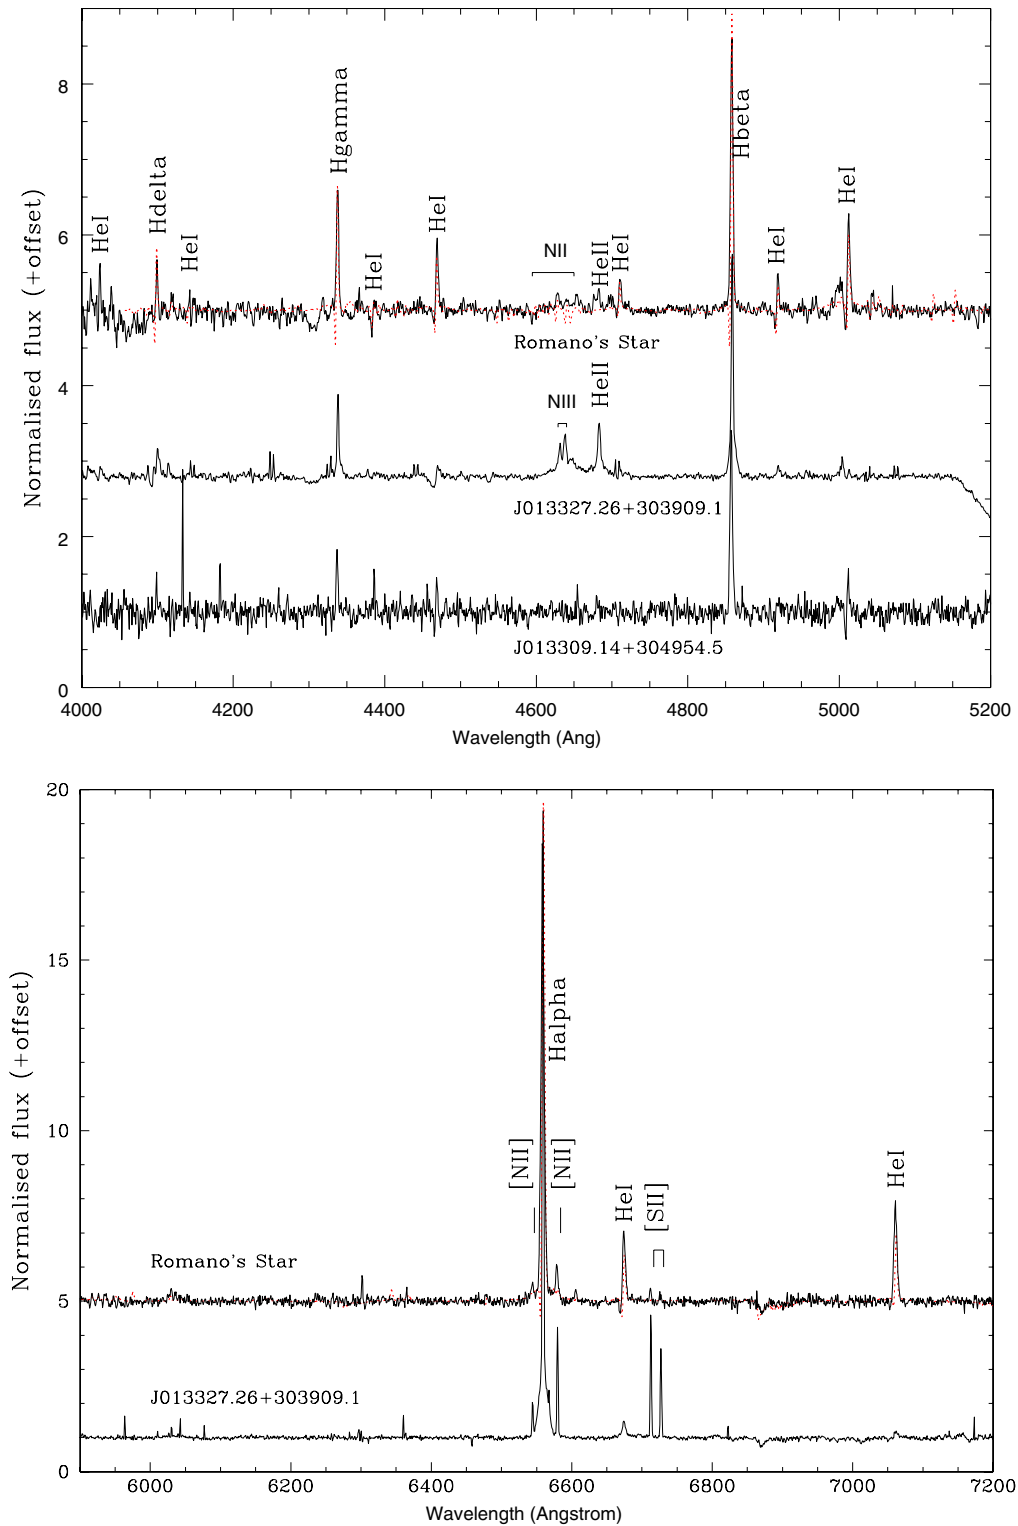 Normalised flux (+offset)
8
6
4
2
0
HeI
Hdelta
HeI
Hgamma
HeI
HeI
NII
HeII
HeI
Hbeta
HeI
HeI
Romano's Star
NIII
HeII
J013327.26+303909.1
J013309.14+304954.5
4000 4200 4400 4600 4800 5000 5200
Wavelength (Ang)
Normalised flux (+offset)
20
15
10
5
0
Halpha
[NII]
[NII]
HeI
[SII]
HeI
Romano's Star
J013327.26+303909.1
6000 6200 6400 6600 6800 7000 7200
Wavelength (Angstrom)